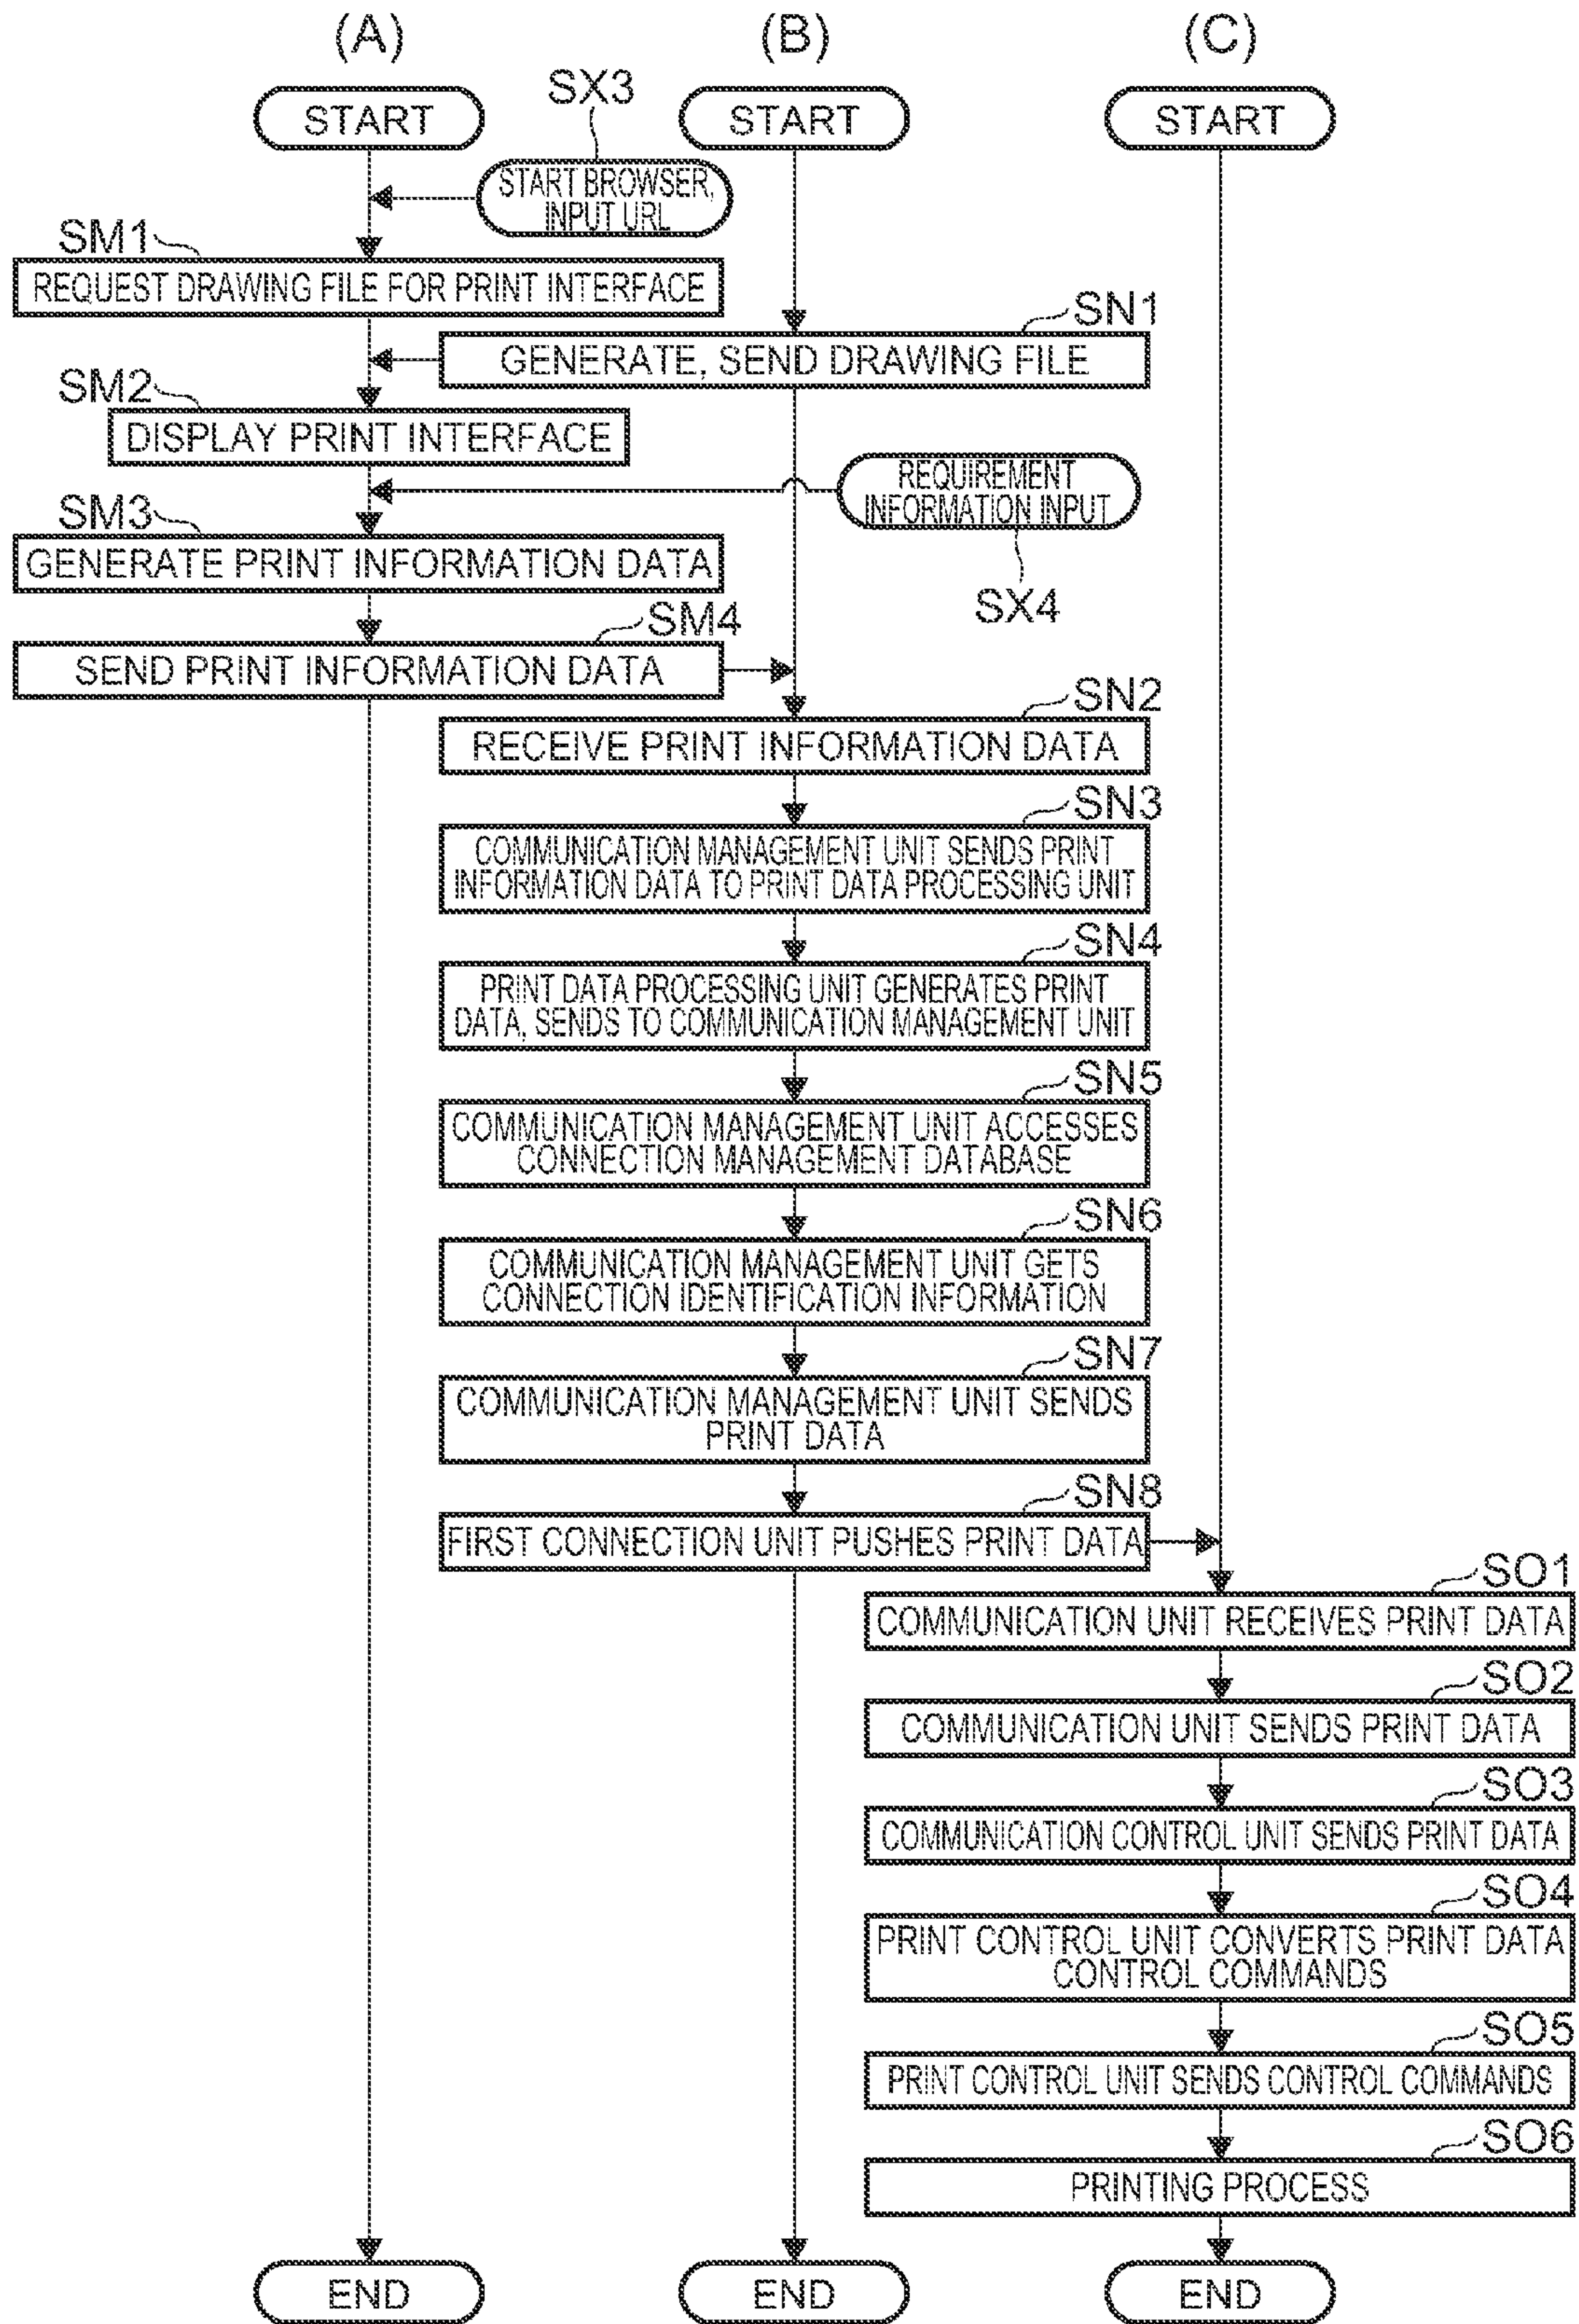 (A)
(B)
(C)
START
START
START
SX3
START BROWSER,
INPUT URL
SM1
REQUEST DRAWING FILE FOR PRINT INTERFACE
SN1
GENERATE, SEND DRAWING FILE
SM2
DISPLAY PRINT INTERFACE
REQUIREMENT
INFORMATION INPUT
SX4
SM3
GENERATE PRINT INFORMATION DATA
SM4
SEND PRINT INFORMATION DATA
SN2
RECEIVE PRINT INFORMATION DATA
SN3
COMMUNICATION MANAGEMENT UNIT SENDS PRINT
INFORMATION DATA TO PRINT DATA PROCESSING UNIT
SN4
PRINT DATA PROCESSING UNIT GENERATES PRINT
DATA, SENDS TO COMMUNICATION MANAGEMENT UNIT
SN5
COMMUNICATION MANAGEMENT UNIT ACCESSES
CONNECTION MANAGEMENT DATABASE
SN6
COMMUNICATION MANAGEMENT UNIT GETS
CONNECTION IDENTIFICATION INFORMATION
SN7
COMMUNICATION MANAGEMENT UNIT SENDS
PRINT DATA
SN8
FIRST CONNECTION UNIT PUSHES PRINT DATA
SO1
COMMUNICATION UNIT RECEIVES PRINT DATA
SO2
COMMUNICATION UNIT SENDS PRINT DATA
SO3
COMMUNICATION CONTROL UNIT SENDS PRINT DATA
SO4
PRINT CONTROL UNIT CONVERTS PRINT DATA
CONTROL COMMANDS
SO5
PRINT CONTROL UNIT SENDS CONTROL COMMANDS
SO6
PRINTING PROCESS
END
END
END